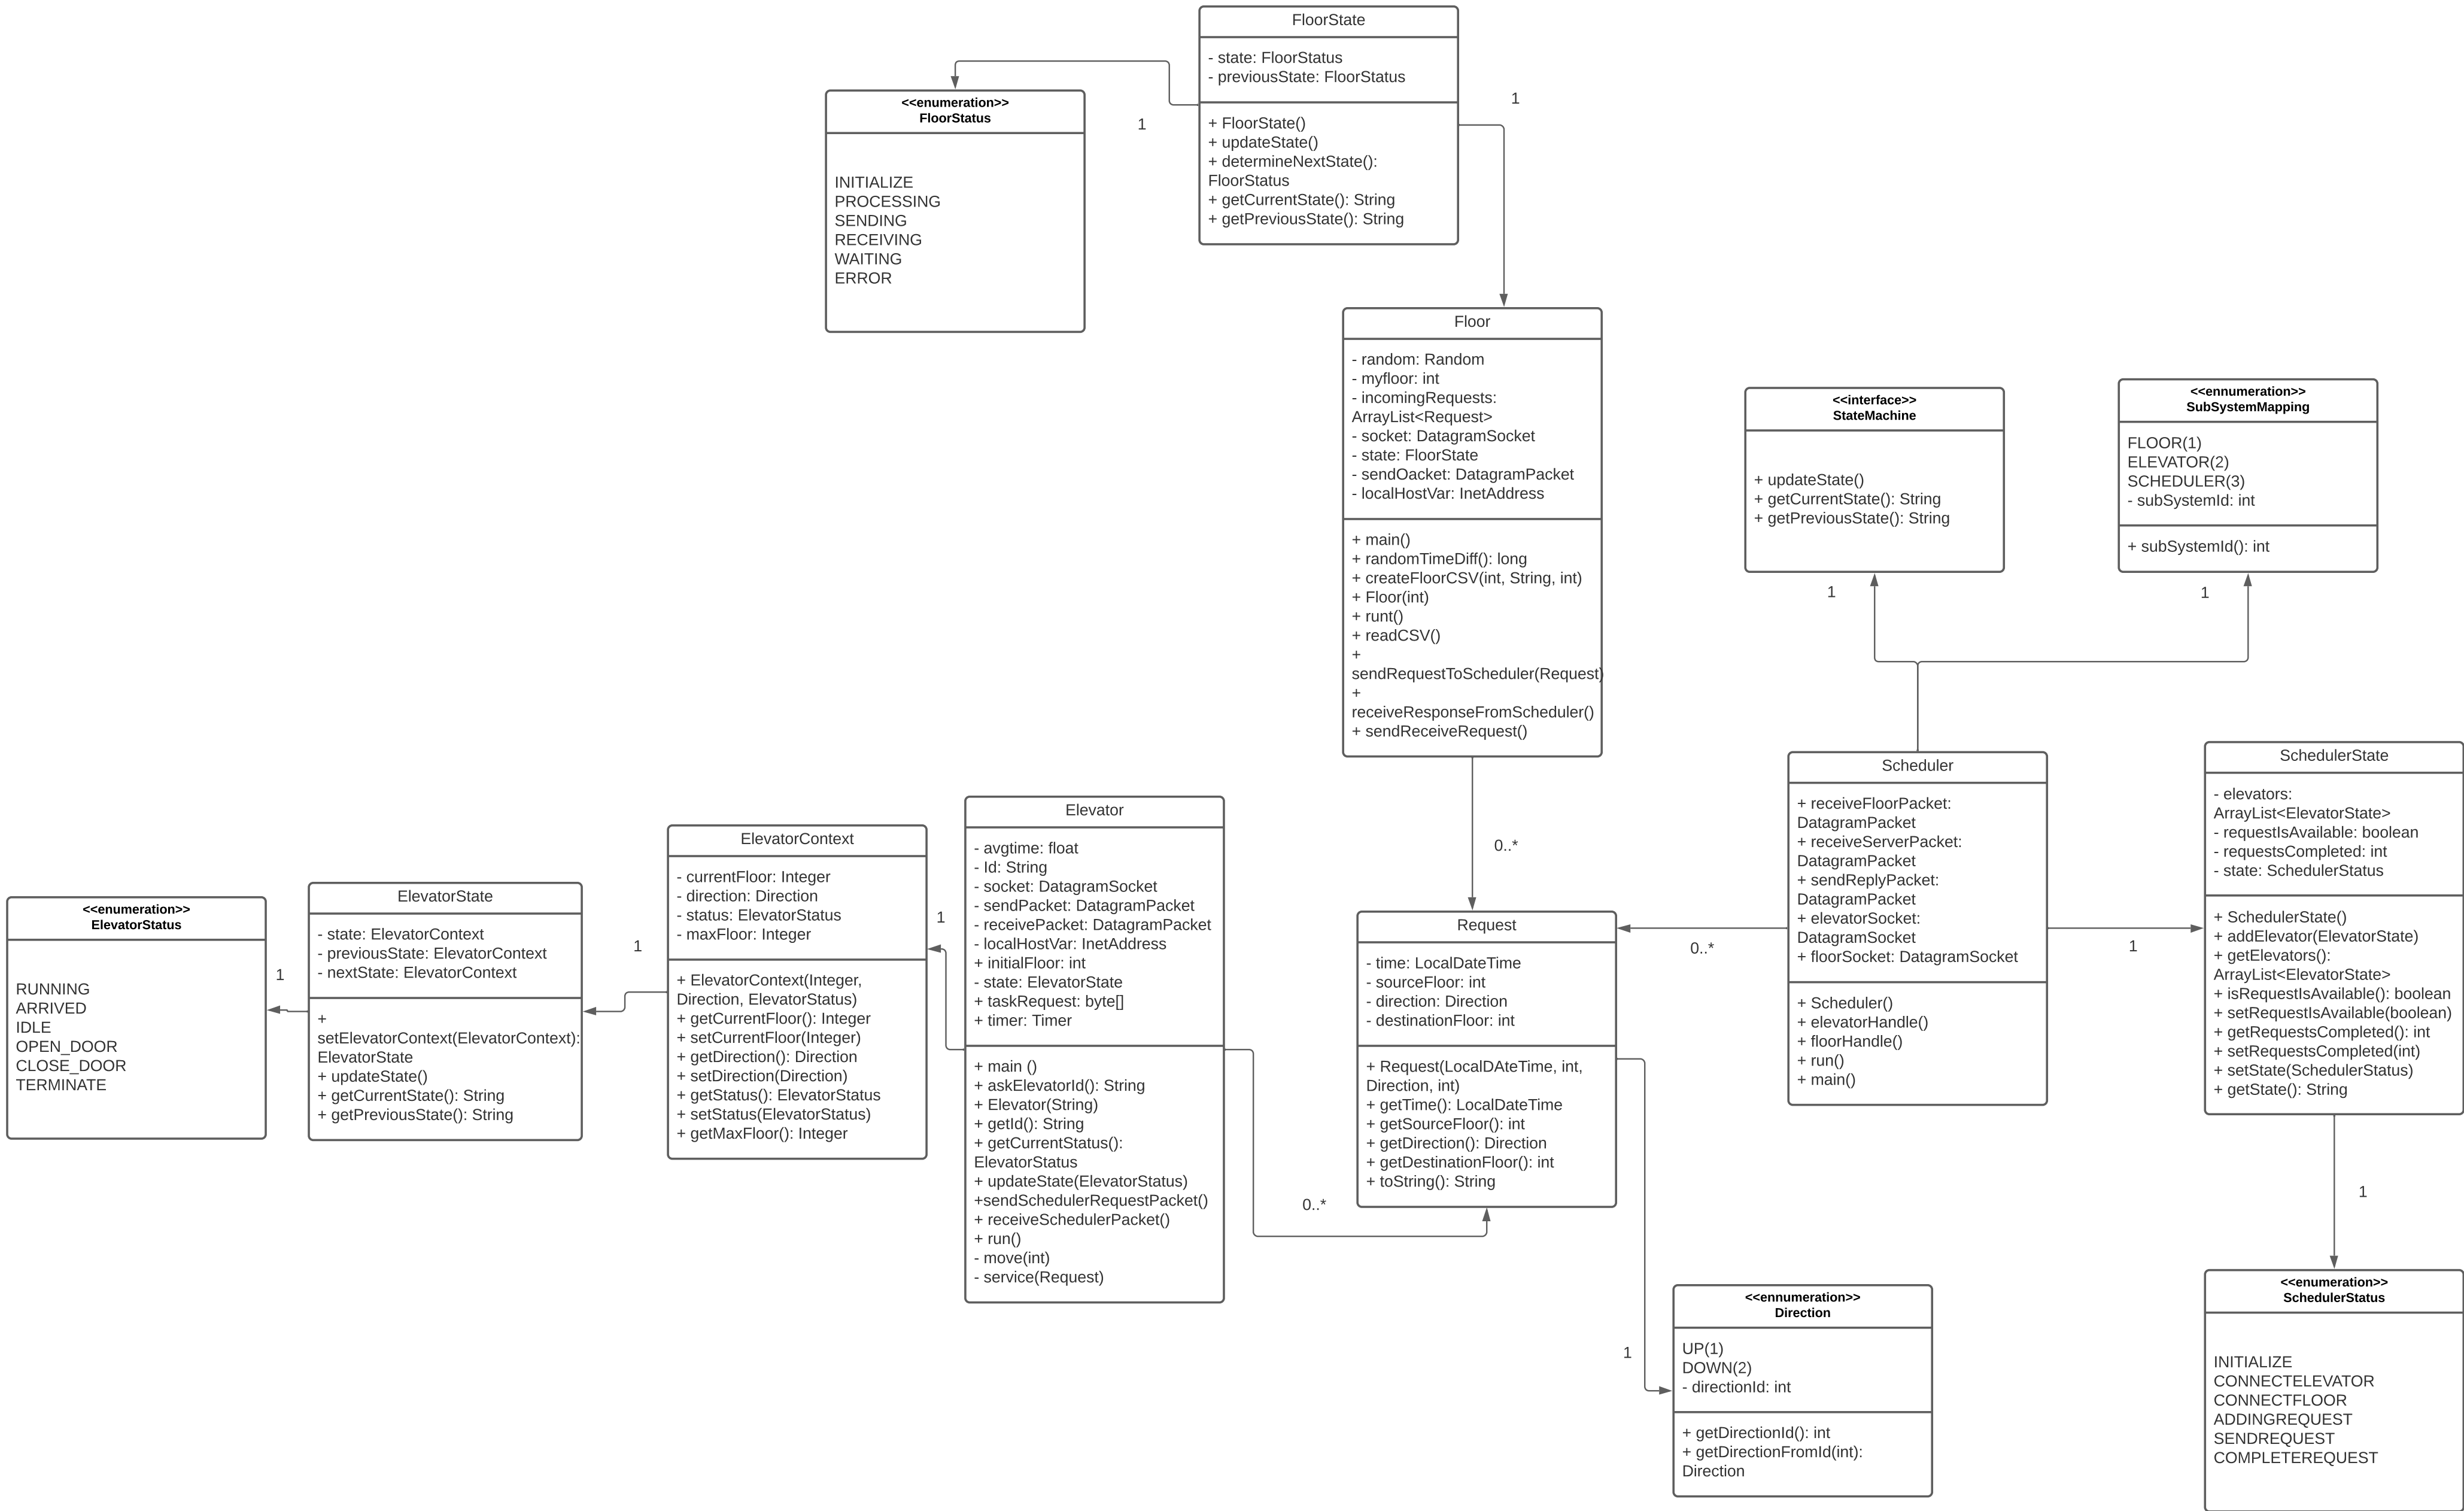 FloorState
- state: FloorStatus
- previousState: FloorStatus
+ FloorState()
+ updateState()
+ determineNextState():
FloorStatus
+ getCurrentState(): String
+ getPreviousState(): String
1
1
<<enumeration>>
FloorStatus
INITIALIZE
PROCESSING
SENDING
RECEIVING
WAITING
ERROR
Floor
- random: Random
- myfloor: int
- incomingRequests:
ArrayList<Request>
- socket: DatagramSocket
- state: FloorState
- sendOacket: DatagramPacket
- localHostVar: InetAddress
+ main()
+ randomTimeDiff(): long
+ createFloorCSV(int, String, int)
+ Floor(int)
+ runt()
+ readCSV()
+
sendRequestToScheduler(Request)
+
receiveResponseFromScheduler()
+ sendReceiveRequest()
0..*
<<interface>>
StateMachine
+ updateState()
+ getCurrentState(): String
+ getPreviousState(): String
1
<<ennumeration>>
SubSystemMapping
FLOOR(1)
ELEVATOR(2)
SCHEDULER(3)
- subSystemId: int
+ subSystemId(): int
1
<<enumeration>>
ElevatorStatus
RUNNING
ARRIVED
IDLE
OPEN_DOOR
CLOSE_DOOR
TERMINATE
1
ElevatorState
- state: ElevatorContext
- previousState: ElevatorContext
- nextState: ElevatorContext
+
setElevatorContext(ElevatorContext):
ElevatorState
+ updateState()
+ getCurrentState(): String
+ getPreviousState(): String
1
ElevatorContext
- currentFloor: Integer
- direction: Direction
- status: ElevatorStatus
- maxFloor: Integer
+ ElevatorContext(Integer,
Direction, ElevatorStatus)
+ getCurrentFloor(): Integer
+ setCurrentFloor(Integer)
+ getDirection(): Direction
+ setDirection(Direction)
+ getStatus(): ElevatorStatus
+ setStatus(ElevatorStatus)
+ getMaxFloor(): Integer
1
Elevator
- avgtime: float
- Id: String
- socket: DatagramSocket
- sendPacket: DatagramPacket
- receivePacket: DatagramPacket
- localHostVar: InetAddress
+ initialFloor: int
- state: ElevatorState
+ taskRequest: byte[]
+ timer: Timer
+ main ()
+ askElevatorId(): String
+ Elevator(String)
+ getId(): String
+ getCurrentStatus():
ElevatorStatus
+ updateState(ElevatorStatus)
+sendSchedulerRequestPacket()
+ receiveSchedulerPacket()
+ run()
- move(int)
- service(Request)
0..*
Request
- time: LocalDateTime
- sourceFloor: int
- direction: Direction
- destinationFloor: int
+ Request(LocalDAteTime, int,
Direction, int)
+ getTime(): LocalDateTime
+ getSourceFloor(): int
+ getDirection(): Direction
+ getDestinationFloor(): int
+ toString(): String
0..*
Scheduler
+ receiveFloorPacket:
DatagramPacket
+ receiveServerPacket:
DatagramPacket
+ sendReplyPacket:
DatagramPacket
+ elevatorSocket:
DatagramSocket
+ floorSocket: DatagramSocket
+ Scheduler()
+ elevatorHandle()
+ floorHandle()
+ run()
+ main()
1
SchedulerState
- elevators:
ArrayList<ElevatorState>
- requestIsAvailable: boolean
- requestsCompleted: int
- state: SchedulerStatus
+ SchedulerState()
+ addElevator(ElevatorState)
+ getElevators():
ArrayList<ElevatorState>
+ isRequestIsAvailable(): boolean
+ setRequestIsAvailable(boolean)
+ getRequestsCompleted(): int
+ setRequestsCompleted(int)
+ setState(SchedulerStatus)
+ getState(): String
1
1
<<ennumeration>>
Direction
UP(1)
DOWN(2)
- directionId: int
+ getDirectionId(): int
+ getDirectionFromId(int):
Direction
<<enumeration>>
SchedulerStatus
INITIALIZE
CONNECTELEVATOR
CONNECTFLOOR
ADDINGREQUEST
SENDREQUEST
COMPLETEREQUEST